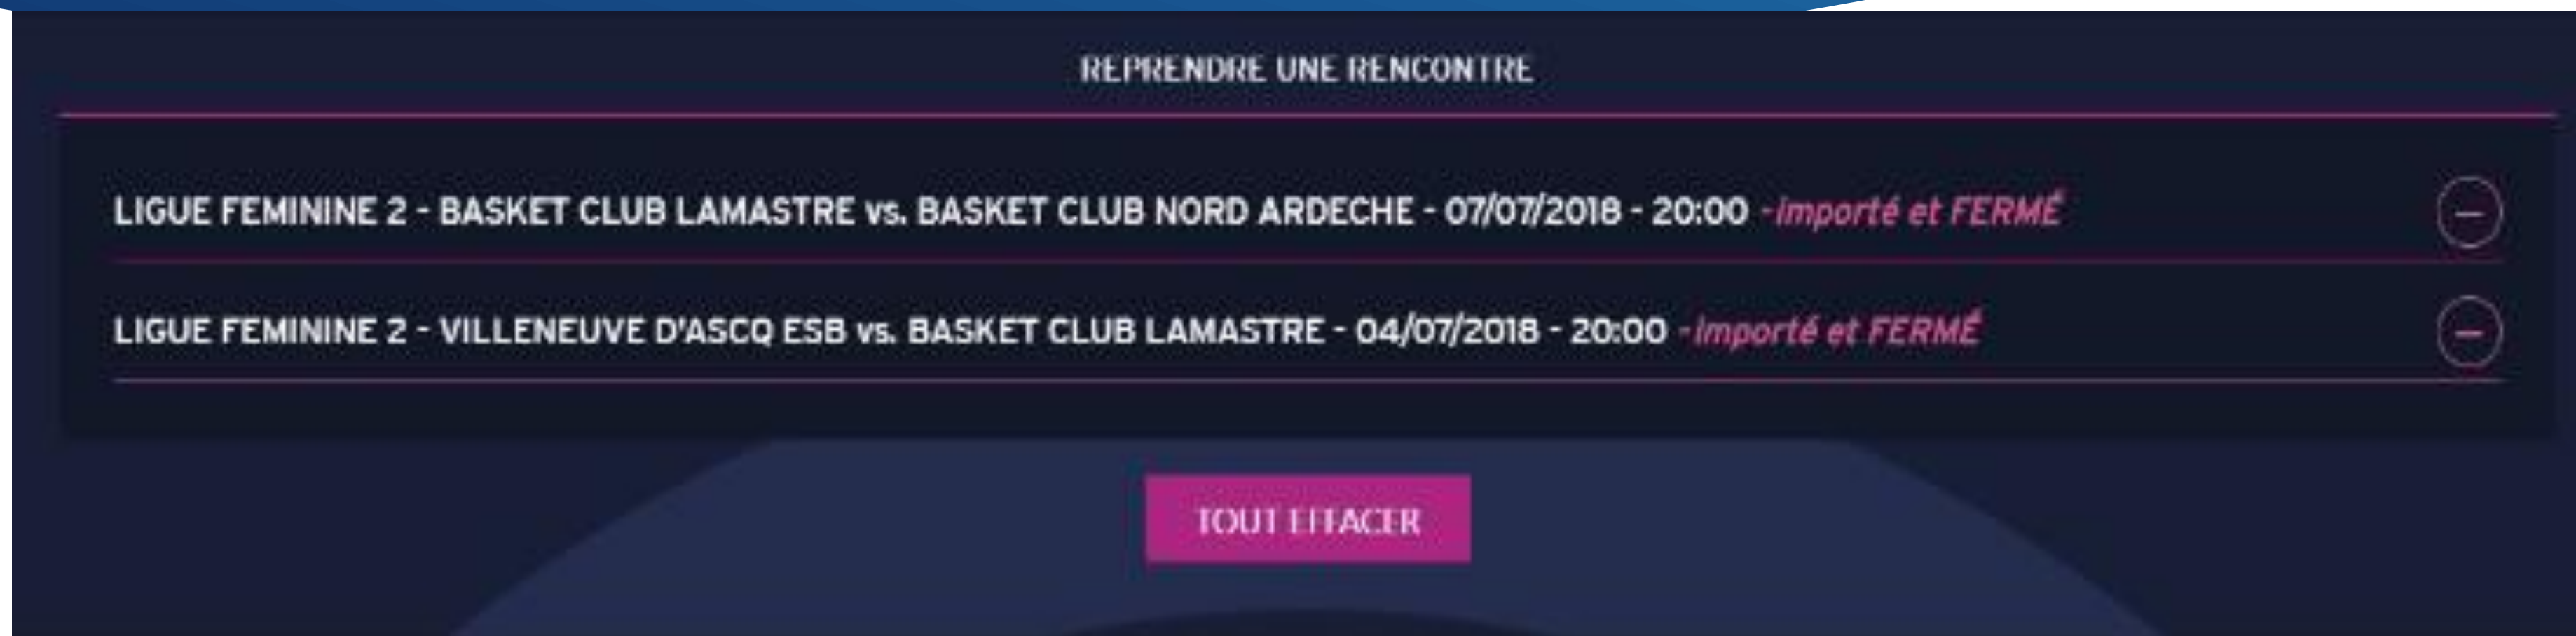 REPRENDRE UNE RENCONTRE
LIGUE FEMININE 2 - BASKET CLUB LAMASTRE vs. BASKET CLUB NORD ARDECHE - 07/07/2018 - 20:00 -importé et FERMÉ
LIGUE FEMININE 2 - VILLENEUVE D'ASCQ ESB vs. BASKET CLUB LAMASTRE - 04/07/2018 - 20:00 -importé et FERMÉ
TOUT EFFACER